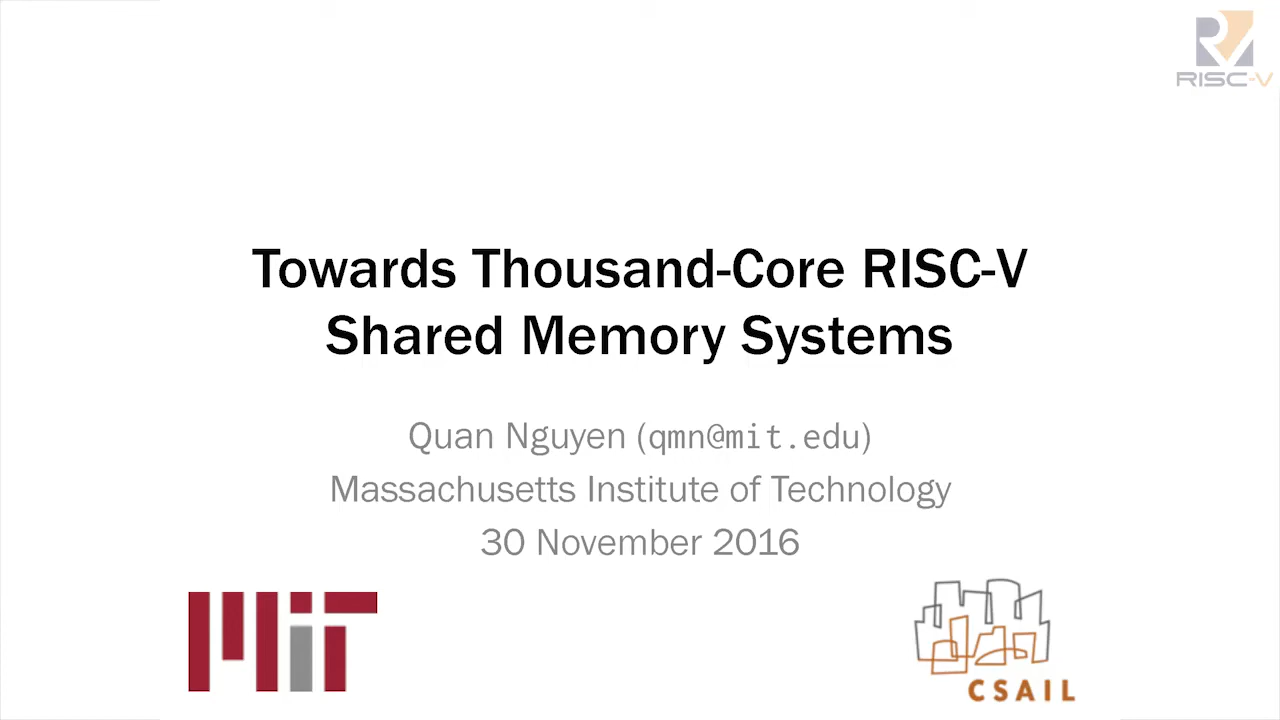 RISC-V
Towards Thousand-Core RISC-V
Shared Memory Systems
Quan Nguyen (qmn@mit.edu)
Massachusetts Institute of Technology
30 November 2016
MIT
CSAIL